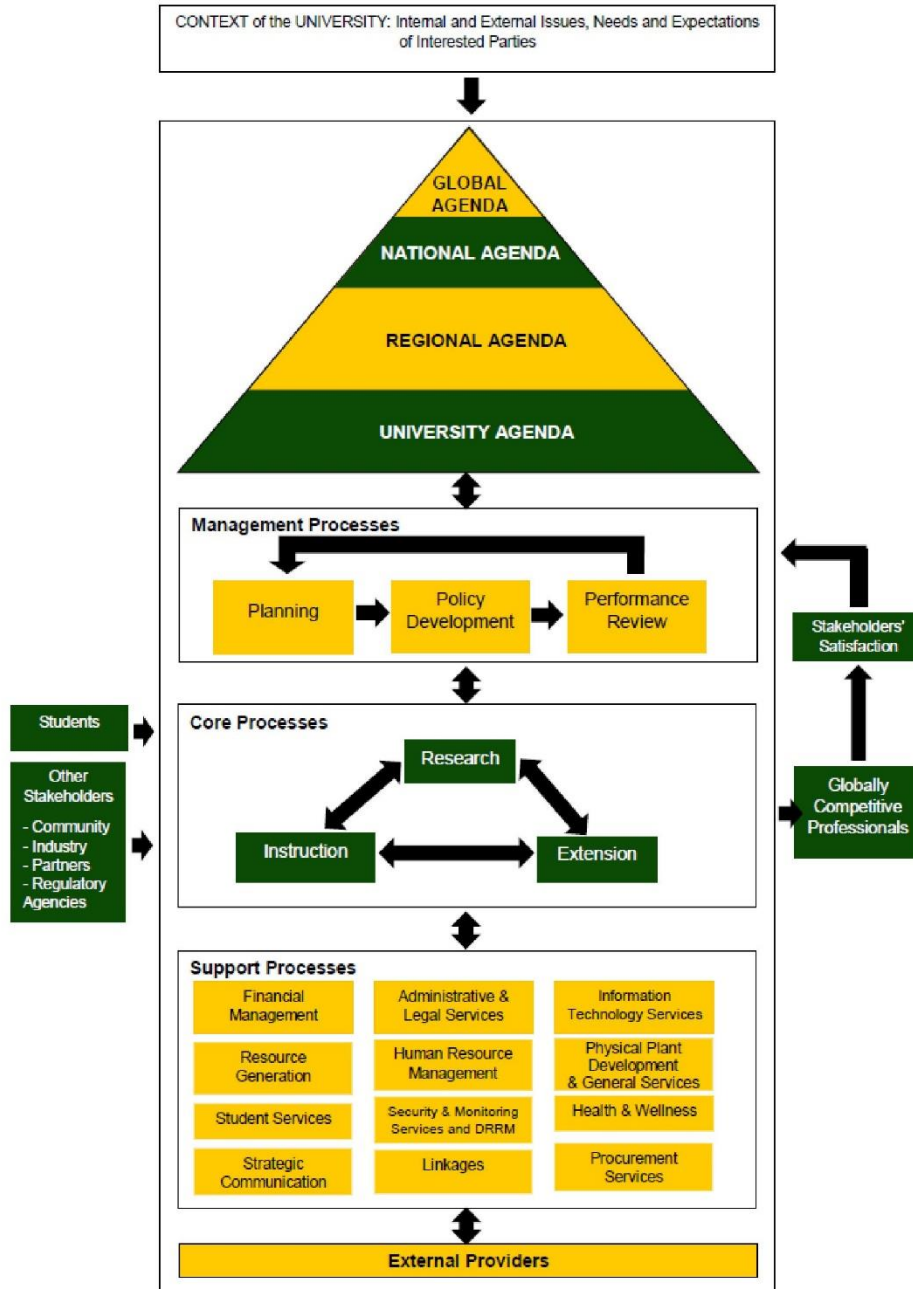 CONTEXT of the UNIVERSITY: Internal and External Issues, Needs and Expectations
of Interested Parties
GLOBAL
AGENDA
NATIONAL AGENDA
REGIONAL AGENDA
UNIVERSITY AGENDA
Management Processes
Planning
Policy
Development
Performance
Review
Stakeholders'
Satisfaction
Students
Other
Stakeholders
- Community
- Industry
- Partners
- Regulatory
Agencies
Core Processes
Research
Instruction
Extension
Globally
Competitive
Professionals
Support Processes
Financial
Management
Administrative &
Legal Services
Information
Technology Services
Resource
Generation
Human Resource
Management
Physical Plant
Development
& General Services
Student Services
Security & Monitoring
Services and DRRM
Health & Wellness
Strategic
Communication
Linkages
Procurement
Services
External Providers